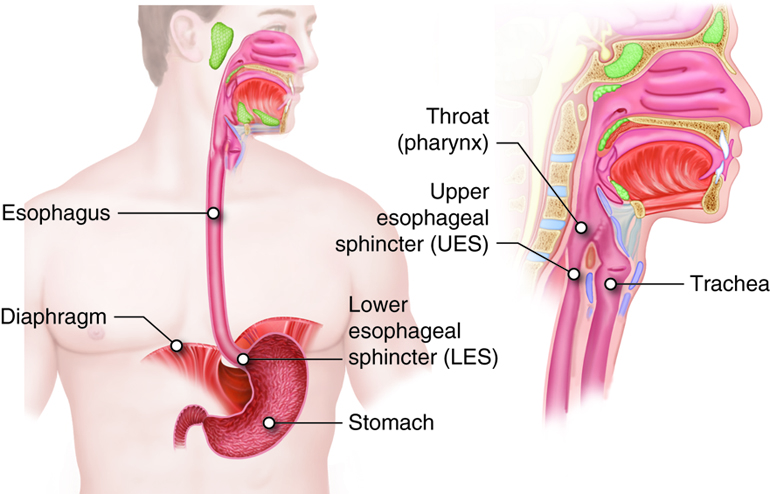 Esophagus
Diaphragm
Lower
esophageal
sphincter (LES)
Stomach
Throat
(pharynx)
Upper
esophageal
sphincter (UES)
Trachea